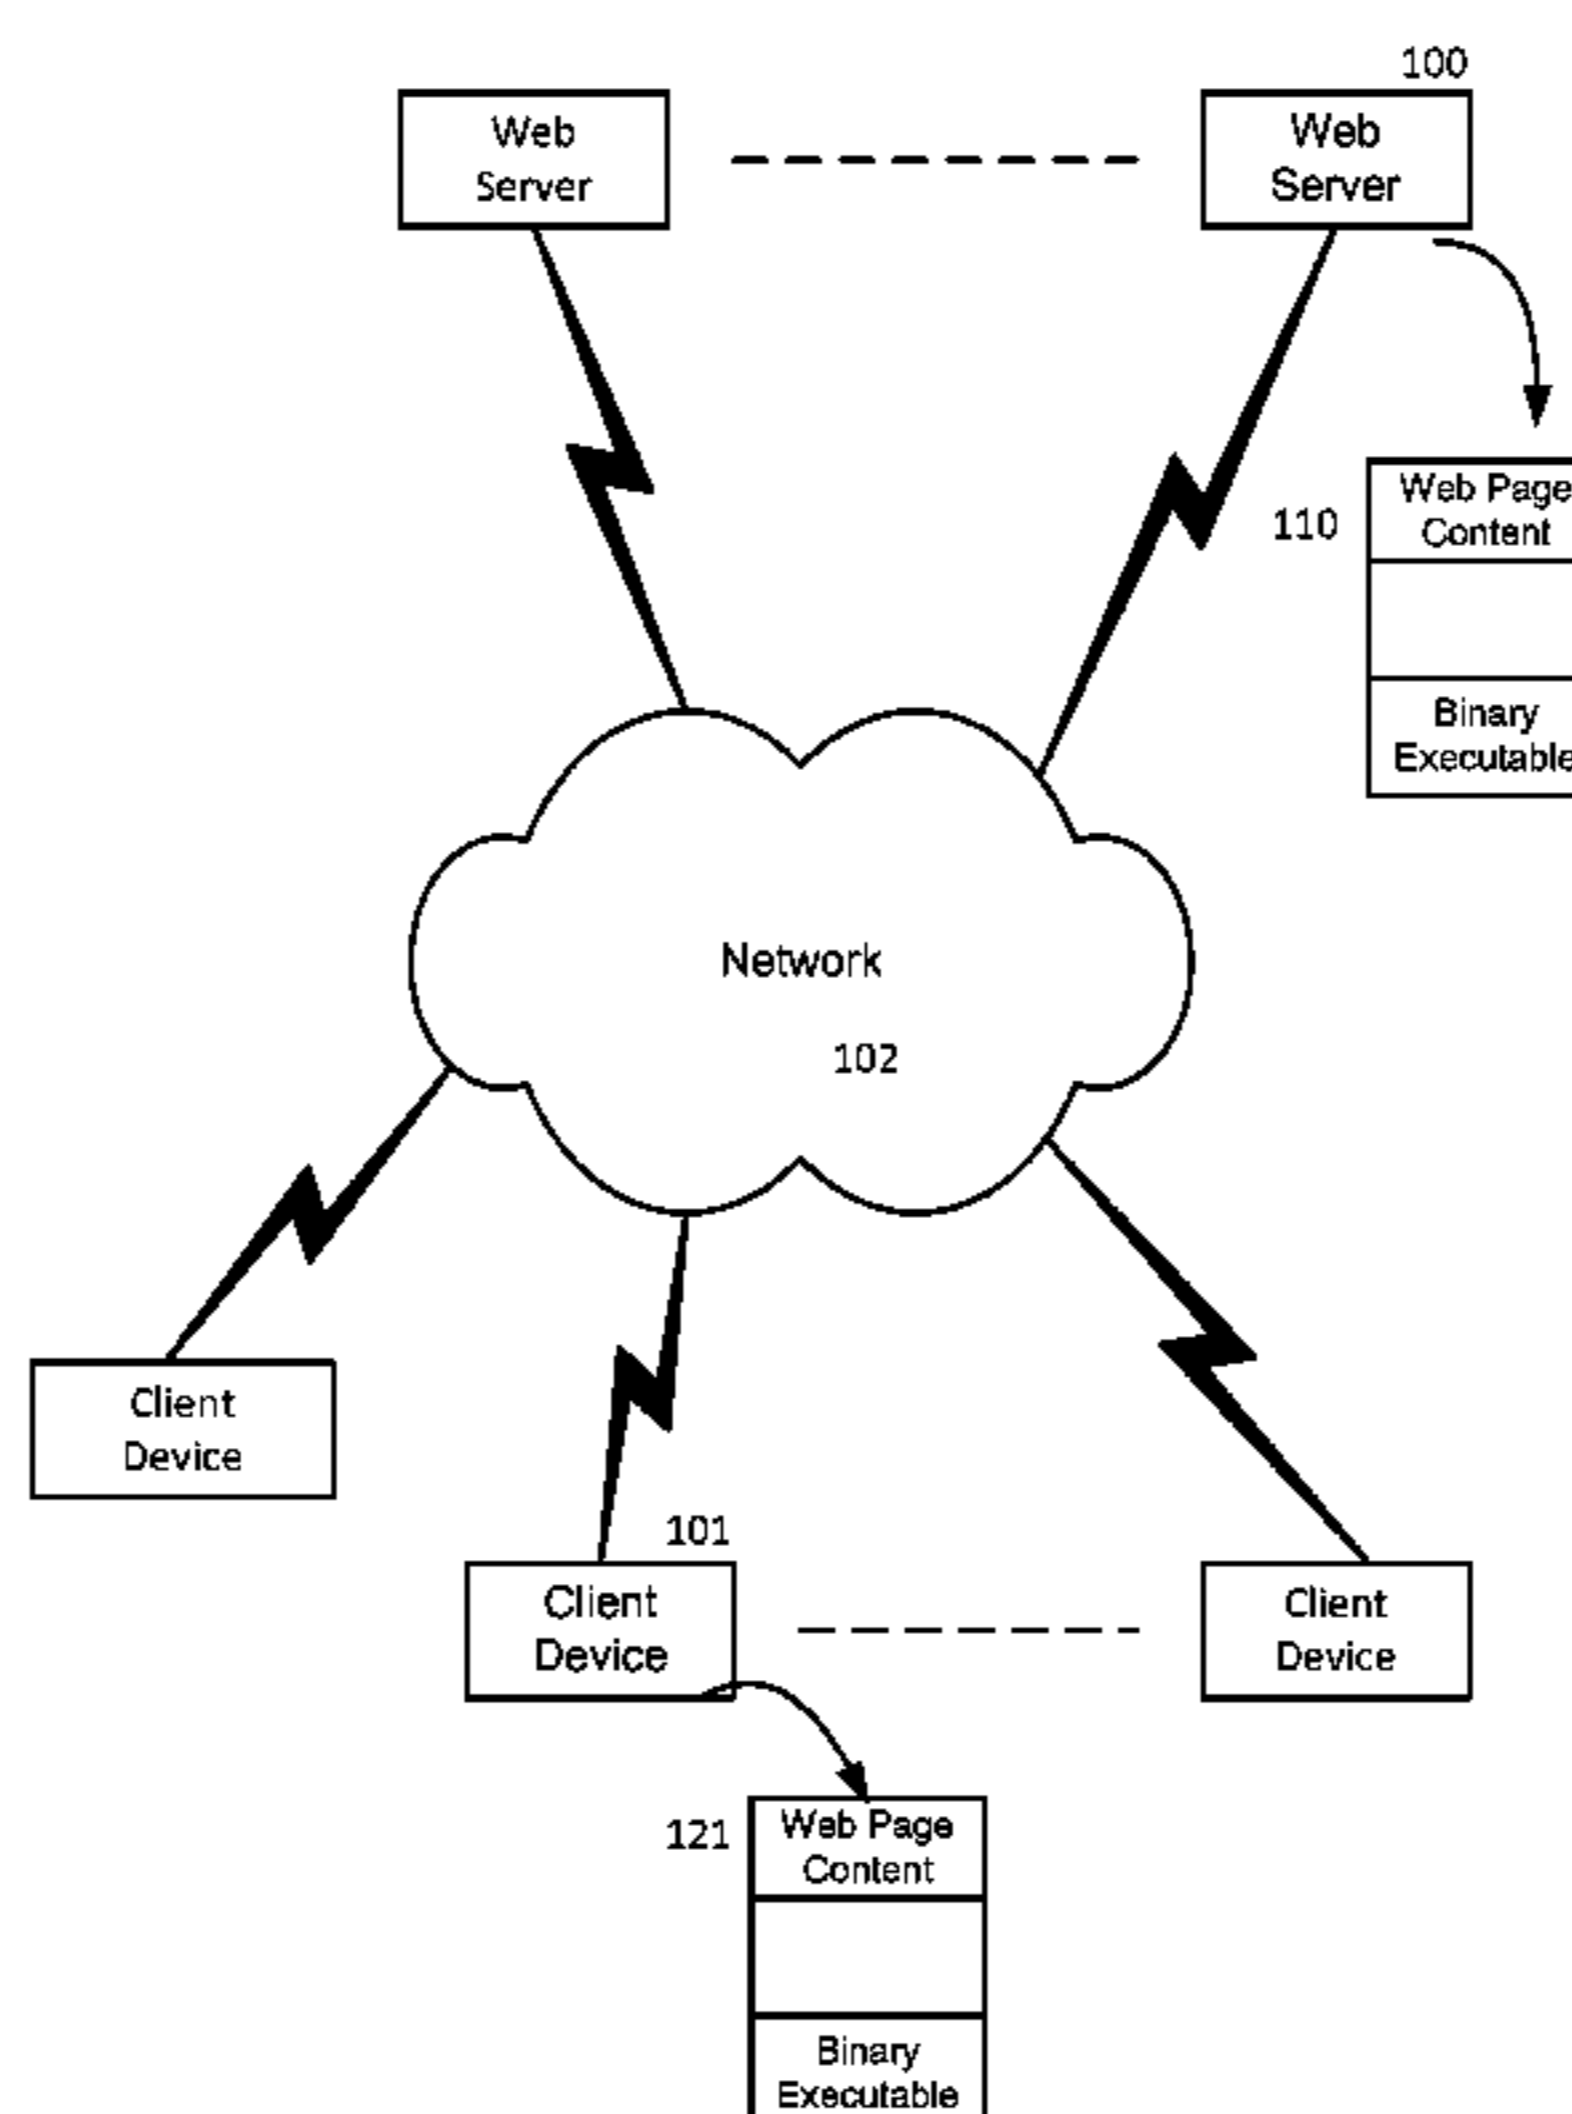 100
Web
Server
Web
Server
110
Web Page
Content
Binary
Executable
Network
102
Client
Device
101
Client
Device
Client
Device
121
Web Page
Content
Binary
Executable